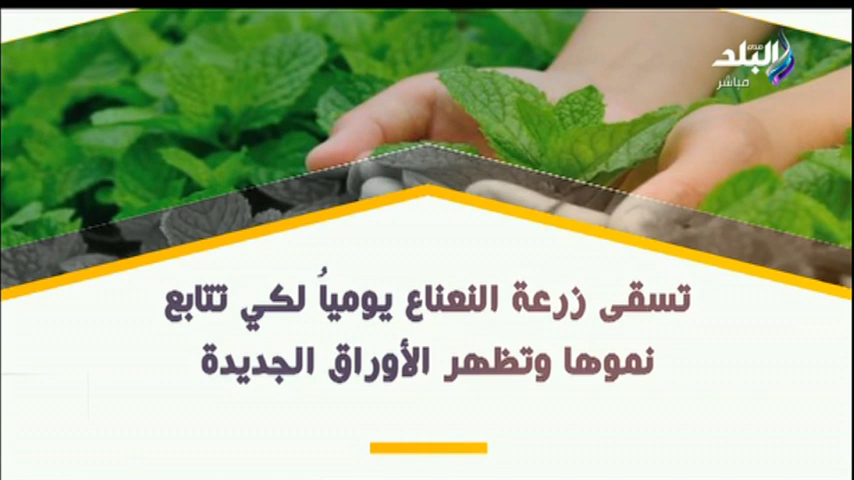 صدى
البلد
مباشر
تسقى زرعة النعناع يومياُ لكي تتابع
نموها وتظهر الأوراق الجديدة